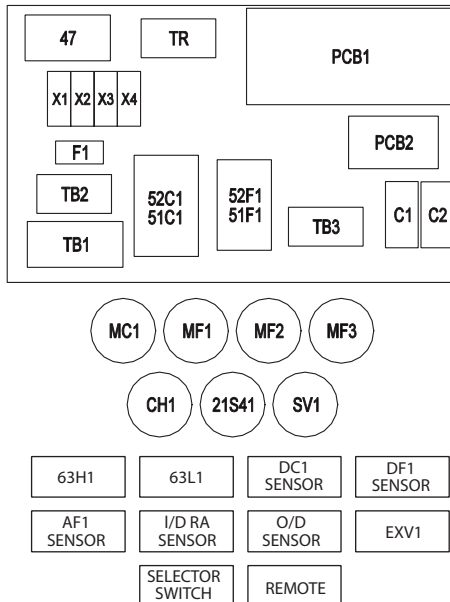 47
TR
PCB1
X1 X2 X3 X4
PCB2
F1
TB2
52C1
51C1
52F1
51F1
C1 C2
TB3
TB1
MC1 MF1 MF2 MF3
CH1 21S41 SV1
63H1
63L1
DC1
SENSOR
DF1
SENSOR
AF1
SENSOR
I/D RA
SENSOR
O/D
SENSOR
EXV1
SELECTOR
SWITCH
REMOTE